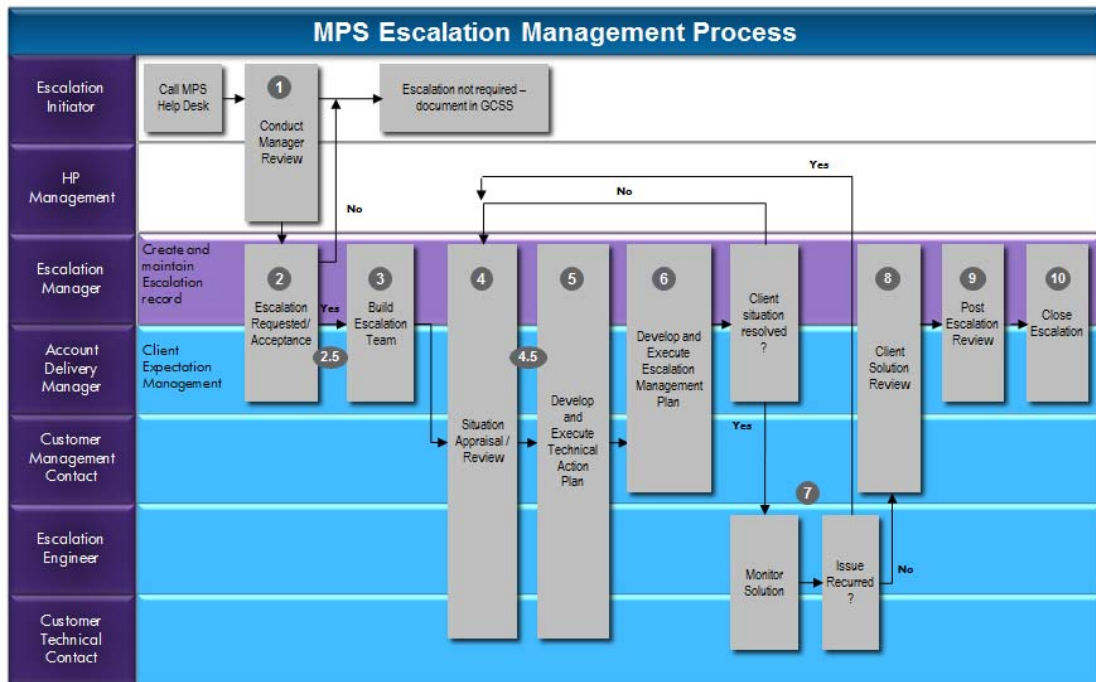 MPS Escalation Management Process
Escalation
Initiator
Call MPS
Help Desk
1
Conduct
Manager
Review
Escalation not required –
document in GCSS
HP
Management
No
No
Yes
Escalation
Manager
Create and
maintain
Escalation
record
2
Escalation
Requested/
Acceptance
Yes
2.5
3
Build
Escalation
Team
4
Situation
Appraisal /
Review
4.5
5
Develop
and
Execute
Technical
Action
Plan
6
Develop and
Execute
Escalation
Management
Plan
Client
situation
resolved
?
Yes
8
Client
Solution
Review
9
Post
Escalation
Review
10
Close
Escalation
Account
Delivery
Manager
Client
Expectation
Management
Customer
Management
Contact
7
Escalation
Engineer
Monitor
Solution
Issue
Recurred
?
No
Customer
Technical
Contact